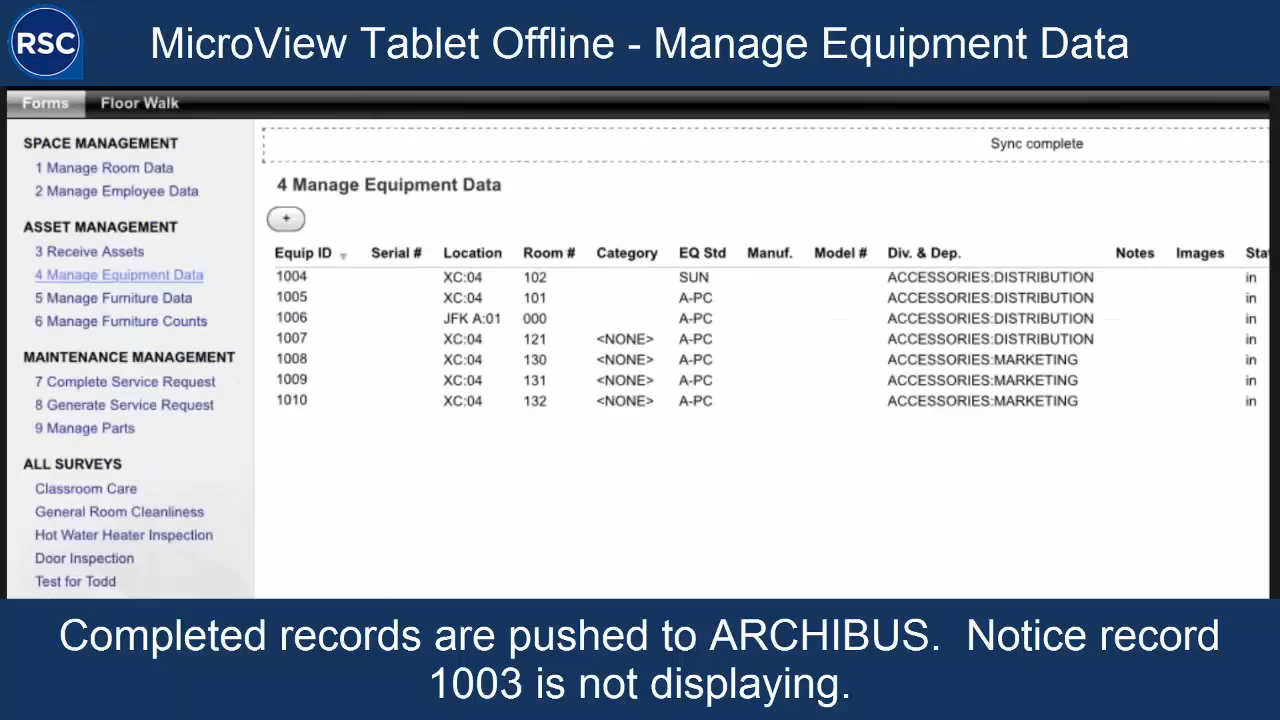 RSC
MicroView Tablet Offline - Manage Equipment Data
Forms Floor Walk
SPACE MANAGEMENT
1 Manage Room Data
2 Manage Employee Data
ASSET MANAGEMENT
3 Receive Assets
4 Manage Equipment Data
5 Manage Furniture Data
6 Manage Furniture Counts
MAINTENANCE MANAGEMENT
7 Complete Service Request
8 Generate Service Request
9 Manage Parts
ALL SURVEYS
Classroom Care
General Room Cleanliness
Hot Water Heater Inspection
Door Inspection
Test for Todd
Sync complete
4 Manage Equipment Data
+
Equip ID Serial # Location Room # Category EQ Std Manuf. Model # Div. & Dep. Notes Images Stat
1004 XC:04 102 SUN ACCESSORIES:DISTRIBUTION in
1005 XC:04 101 A-PC ACCESSORIES:DISTRIBUTION in
1006 JFK A:01 000 A-PC ACCESSORIES:DISTRIBUTION in
1007 XC:04 121 <NONE> A-PC ACCESSORIES:DISTRIBUTION in
1008 XC:04 130 <NONE> A-PC ACCESSORIES:MARKETING in
1009 XC:04 131 <NONE> A-PC ACCESSORIES:MARKETING in
1010 XC:04 132 <NONE> A-PC ACCESSORIES:MARKETING in
Completed records are pushed to ARCHIBUS. Notice record
1003 is not displaying.